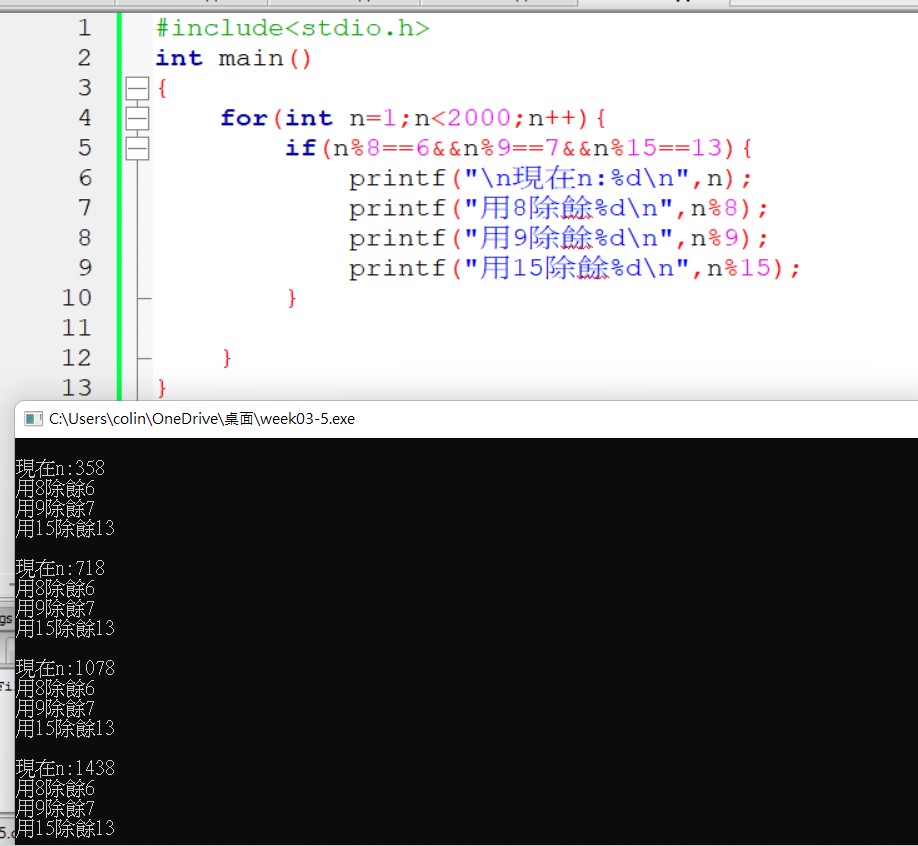 1 #include<stdio.h>
2 int main()
3 {
4 for(int n=1;n<2000;n++){
5 if(n%8==6&&n%9==7&&n%15==13){
6 printf("\n現在n:%d\n",n);
7 printf("用8除餘%d\n",n%8);
8 printf("用9除餘%d\n",n%9);
9 printf("用15除餘%d\n",n%15);
10 }
11
12 }
13 }
C:\Users\colin\OneDrive\桌面\week03-5.exe
現在n:358
用8除餘6
用9除餘7
用15除餘13
現在n:718
用8除餘6
用9除餘7
用15除餘13
現在n:1078
用8除餘6
用9除餘7
用15除餘13
現在n:1438
用8除餘6
用9除餘7
用15除餘13